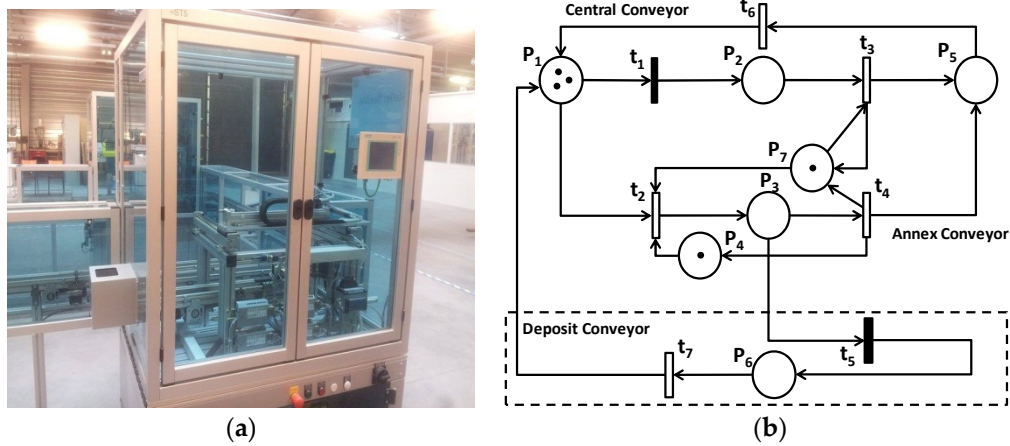 Central Conveyor
t6
P1
t1
P2
t3
P5
P7
t2
P3
t4
P4
Annex Conveyor
Deposit Conveyor
t7
P6
t5
(a)
(b)